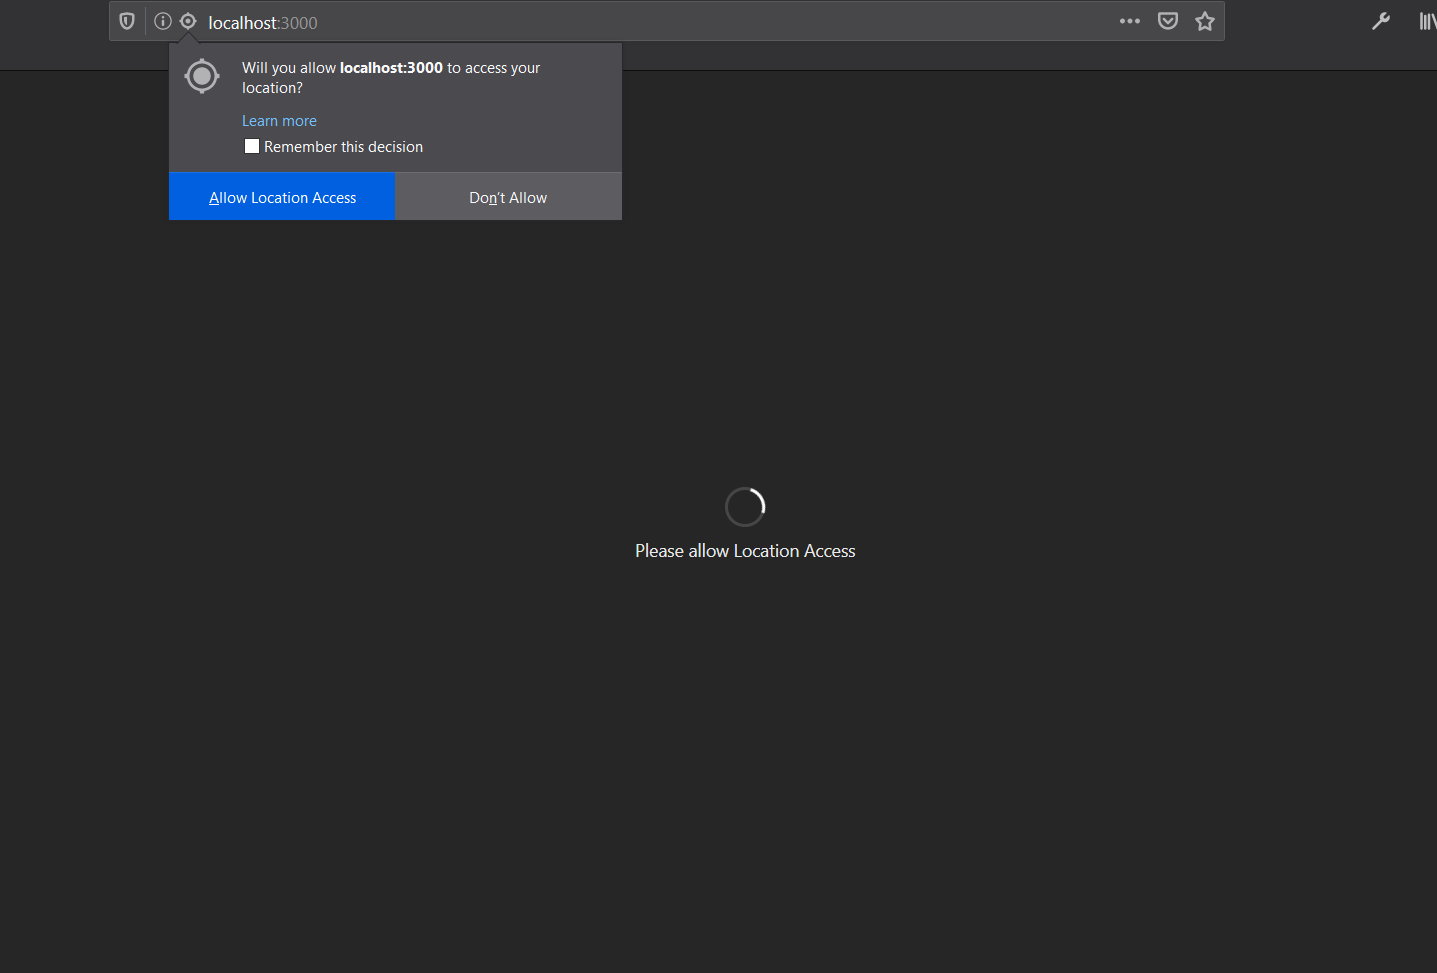 localhost:3000
Will you allow localhost:3000 to access your
location?
Learn more
Remember this decision
Allow Location Access
Don't Allow
Please allow Location Access